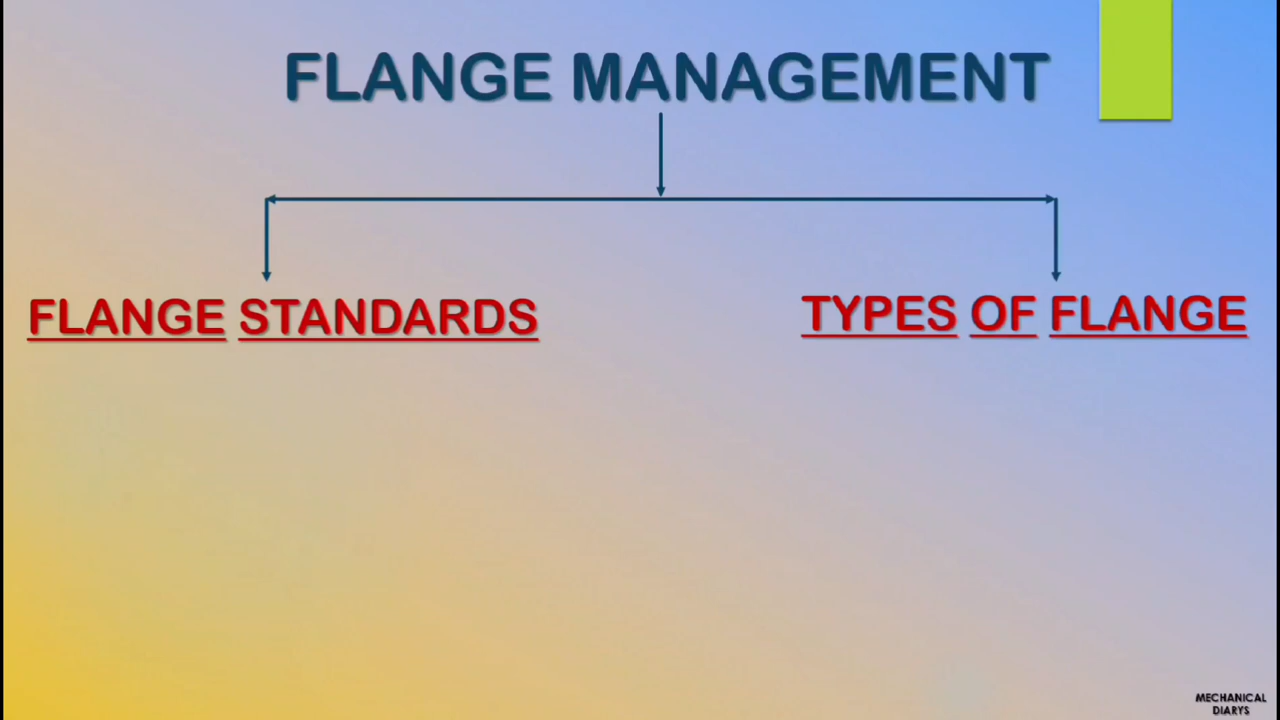 FLANGE MANAGEMENT
FLANGE STANDARDS
TYPES OF FLANGE
MECHANICAL
DIARYS